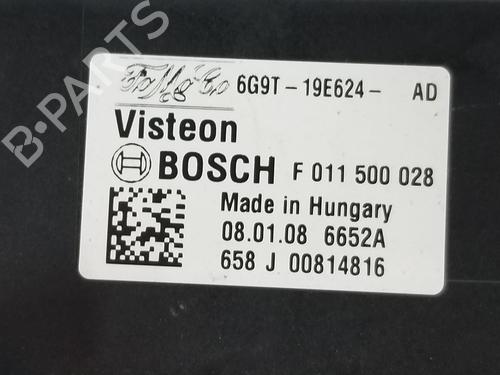 B-PARTS
FoMoCo 6G9T-19E624- AD
Visteon
BOSCH F 011 500 028
Made in Hungary
08.01.08 6652A
658 J 00814816